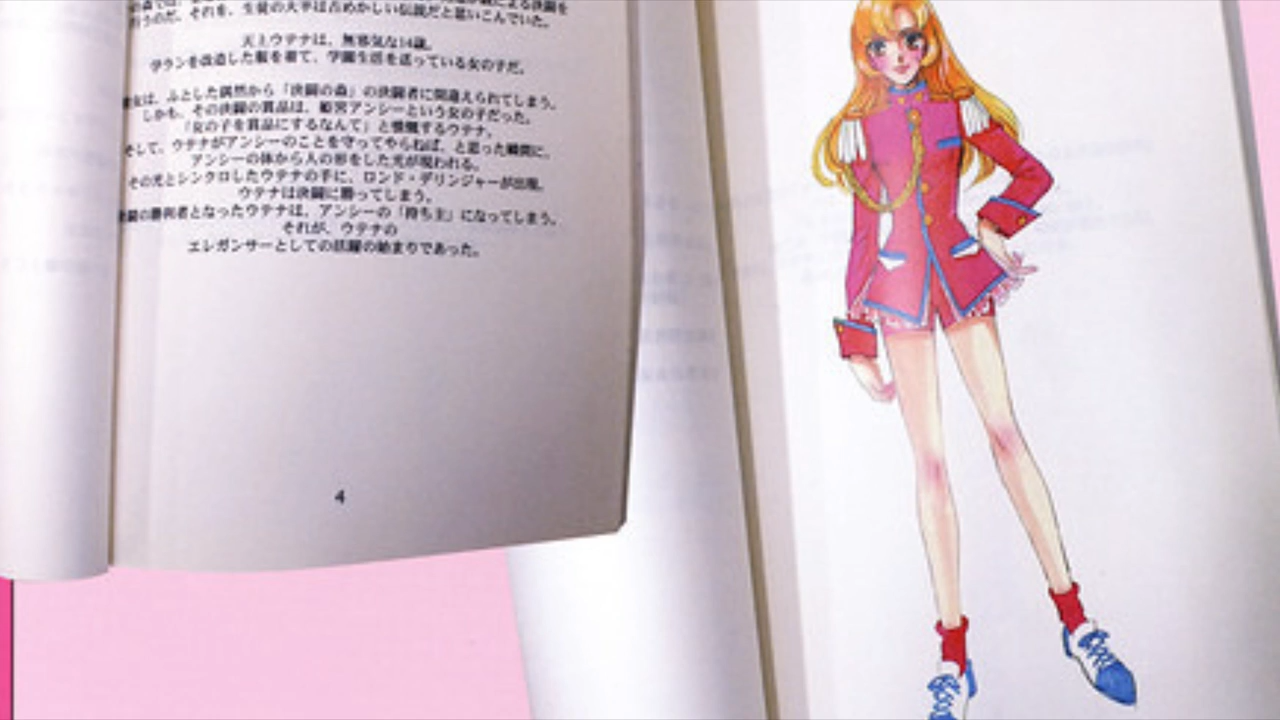 行うのだ。それを、生徒の大半は古めかしい伝説だと思いこんでいた。
天上ウテナは、無邪気な14歳。
学ランを改造した服を着て、学園生活を送っている女の子だ。
女は、ふとした偶然から「決闘の森」の決闘者に間違えられてしまう。
しかも、その決闘の賞品は、姫宮アンシーという女の子だった。
「女の子を賞品にするなんて」と憤慨するウテナ。
そして、ウテナがアンシーのことを守ってやらねば、と思った瞬間に、
アンシーの体から人の形をした光が現われる。
その光とシンクロしたウテナの手に、ロンド・デリンジャーが出現。
ウテナは決闘に勝ってしまう。
決闘の勝利者となったウテナは、アンシーの「持ち主」になってしまう。
それが、ウテナの
エレガンサーとしての活躍の始まりであった。
4